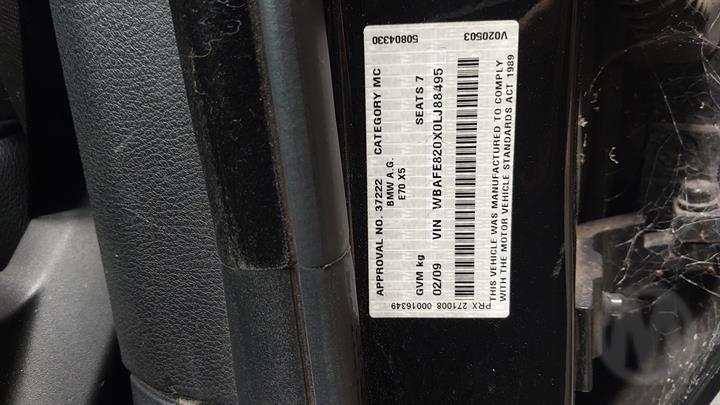 50804330 V020503
APPROVAL NO. 37222 CATEGORY MC
BMW A.G.
E70 X5
GVM kg SEATS 7
02/09 VIN WBAFE820X0LJ88495
THIS VEHICLE WAS MANUFACTURED TO COMPLY
WITH THE MOTOR VEHICLE STANDARDS ACT 1989
PRX 271008 00016349
M